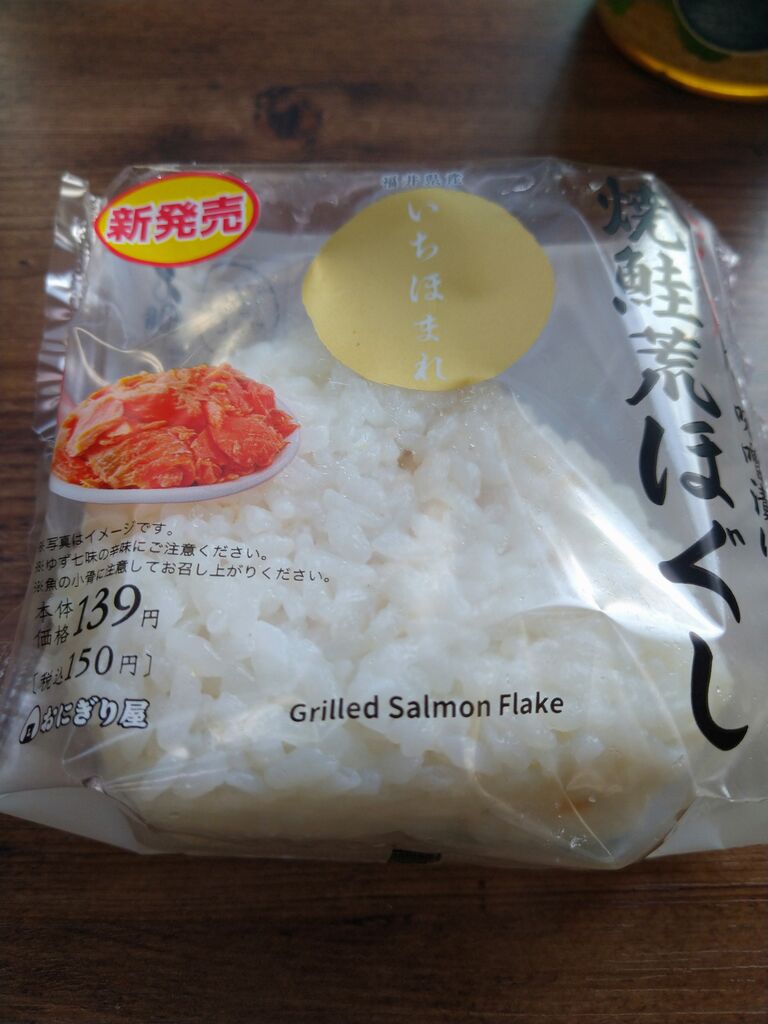 新発売
福井県産
いちほまれ
焼鮭荒ほぐし
※写真はイメージです。
※ゆず七味の辛味にご注意ください。
※魚の小骨に注意してお召し上がりください。
本体価格139円
[税込150円]
おにぎり屋
Grilled Salmon Flake